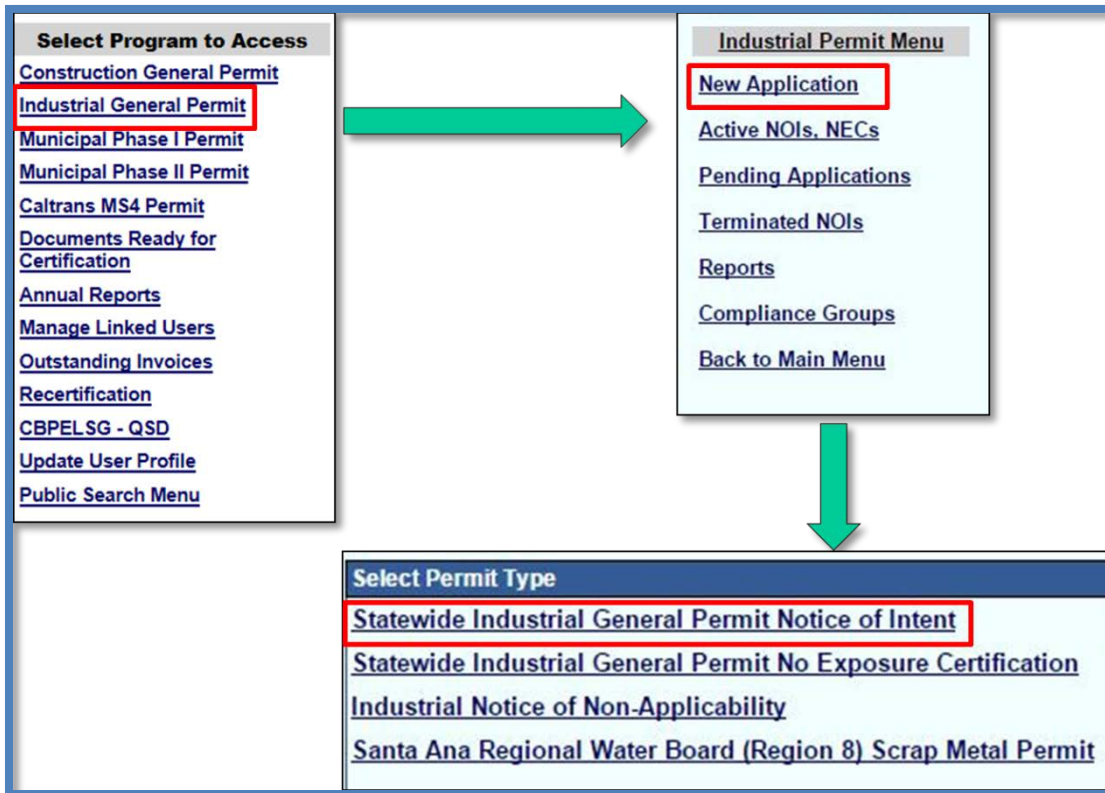 Select Program to Access
Construction General Permit
Industrial General Permit
Municipal Phase I Permit
Municipal Phase II Permit
Caltrans MS4 Permit
Documents Ready for
Certification
Annual Reports
Manage Linked Users
Outstanding Invoices
Recertification
CBPELSG - QSD
Update User Profile
Public Search Menu
Industrial Permit Menu
New Application
Active NOIs, NECs
Pending Applications
Terminated NOIs
Reports
Compliance Groups
Back to Main Menu
Select Permit Type
Statewide Industrial General Permit Notice of Intent
Statewide Industrial General Permit No Exposure Certification
Industrial Notice of Non-Applicability
Santa Ana Regional Water Board (Region 8) Scrap Metal Permit